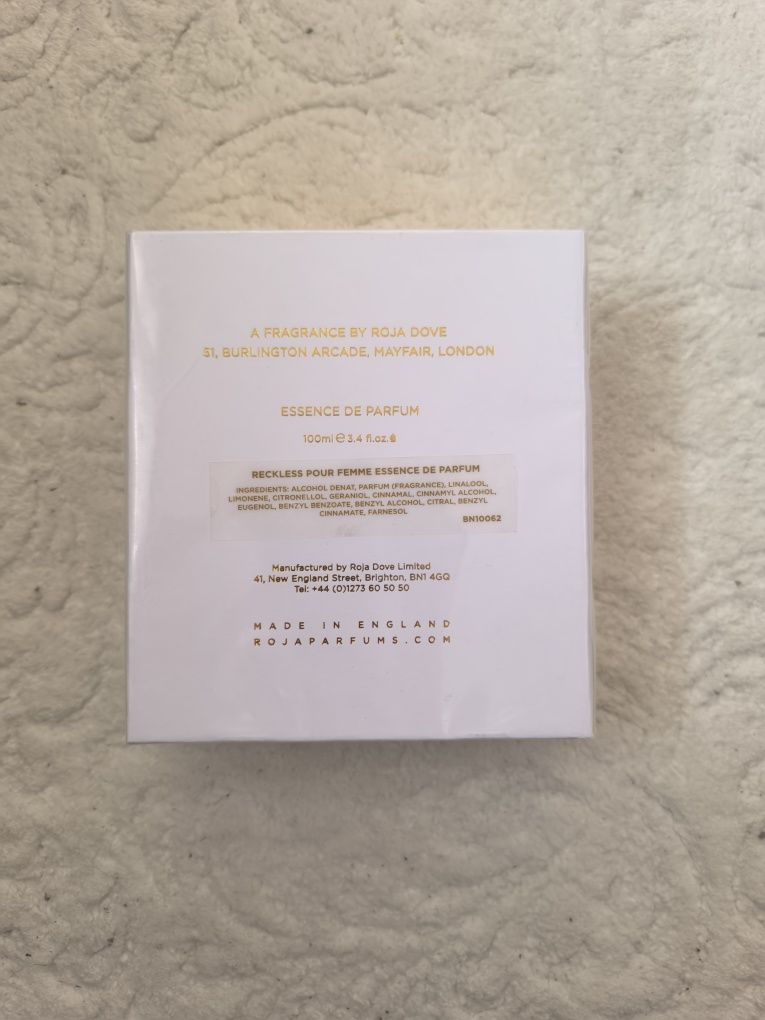 A FRAGRANCE BY ROJA DOVE
51, BURLINGTON ARCADE, MAYFAIR, LONDON
ESSENCE DE PARFUM
100ml ℮ 3.4 fl.oz.
RECKLESS POUR FEMME ESSENCE DE PARFUM
INGREDIENTS: ALCOHOL DENAT, PARFUM (FRAGRANCE), LINALOOL,
LIMONENE, CITRONELLOL, GERANIOL, CINNAMAL, CINNAMYL ALCOHOL,
EUGENOL, BENZYL BENZOATE, BENZYL ALCOHOL, CITRAL, BENZYL
CINNAMATE, FARNESOL
BN10062
Manufactured by Roja Dove Limited
41, New England Street, Brighton, BN1 4GQ
Tel: +44 (0)1273 60 50 50
MADE IN ENGLAND
ROJAPARFUMS.COM